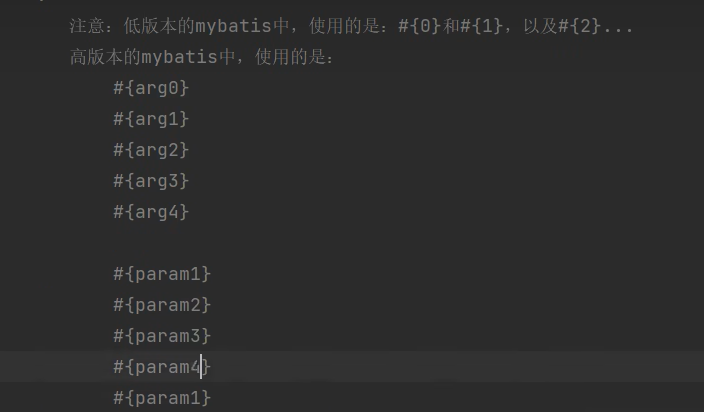 注意：低版本的mybatis中，使用的是：#{0}和#{1}，以及#{2}...
高版本的mybatis中，使用的是：
#{arg0}
#{arg1}
#{arg2}
#{arg3}
#{arg4}
#{param1}
#{param2}
#{param3}
#{param4}
#{param1}